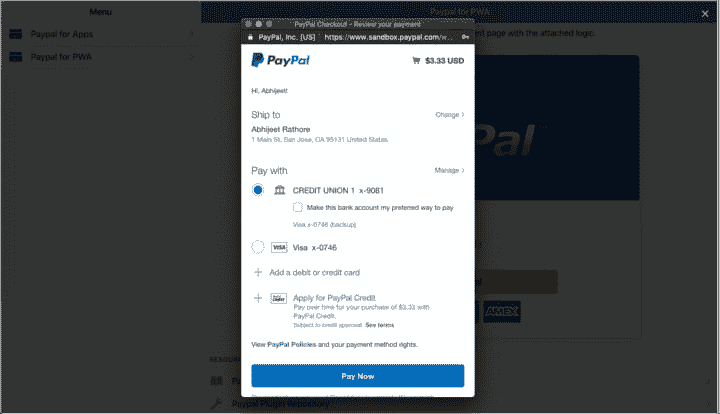 Menu
Paypal for PWA
Paypal for Apps
Paypal for PWA
PayPal Checkout - Review your payment
PayPal, Inc. [US] https://www.sandbox.paypal.com/w...
ent page with the attached logic.
PayPal
$3.33 USD
Hi, Abhijeet!
Ship to
Change
Abhijeet Rathore
1 Main St, San Jose, CA 95131 United States
Pay with
Manage
CREDIT UNION 1 x-9081
Make this bank account my preferred way to pay
Visa x-0746 (backup)
VISA
Visa x-0746
Add a debit or credit card
Apply for PayPal Credit
Pay over time for your purchase of $3.33 with
PayPal Credit.
Subject to credit approval. See terms
View PayPal Policies and your payment method rights.
Pay Now
Pal
AMEX
RESOUR
Paypal Plugin Repository